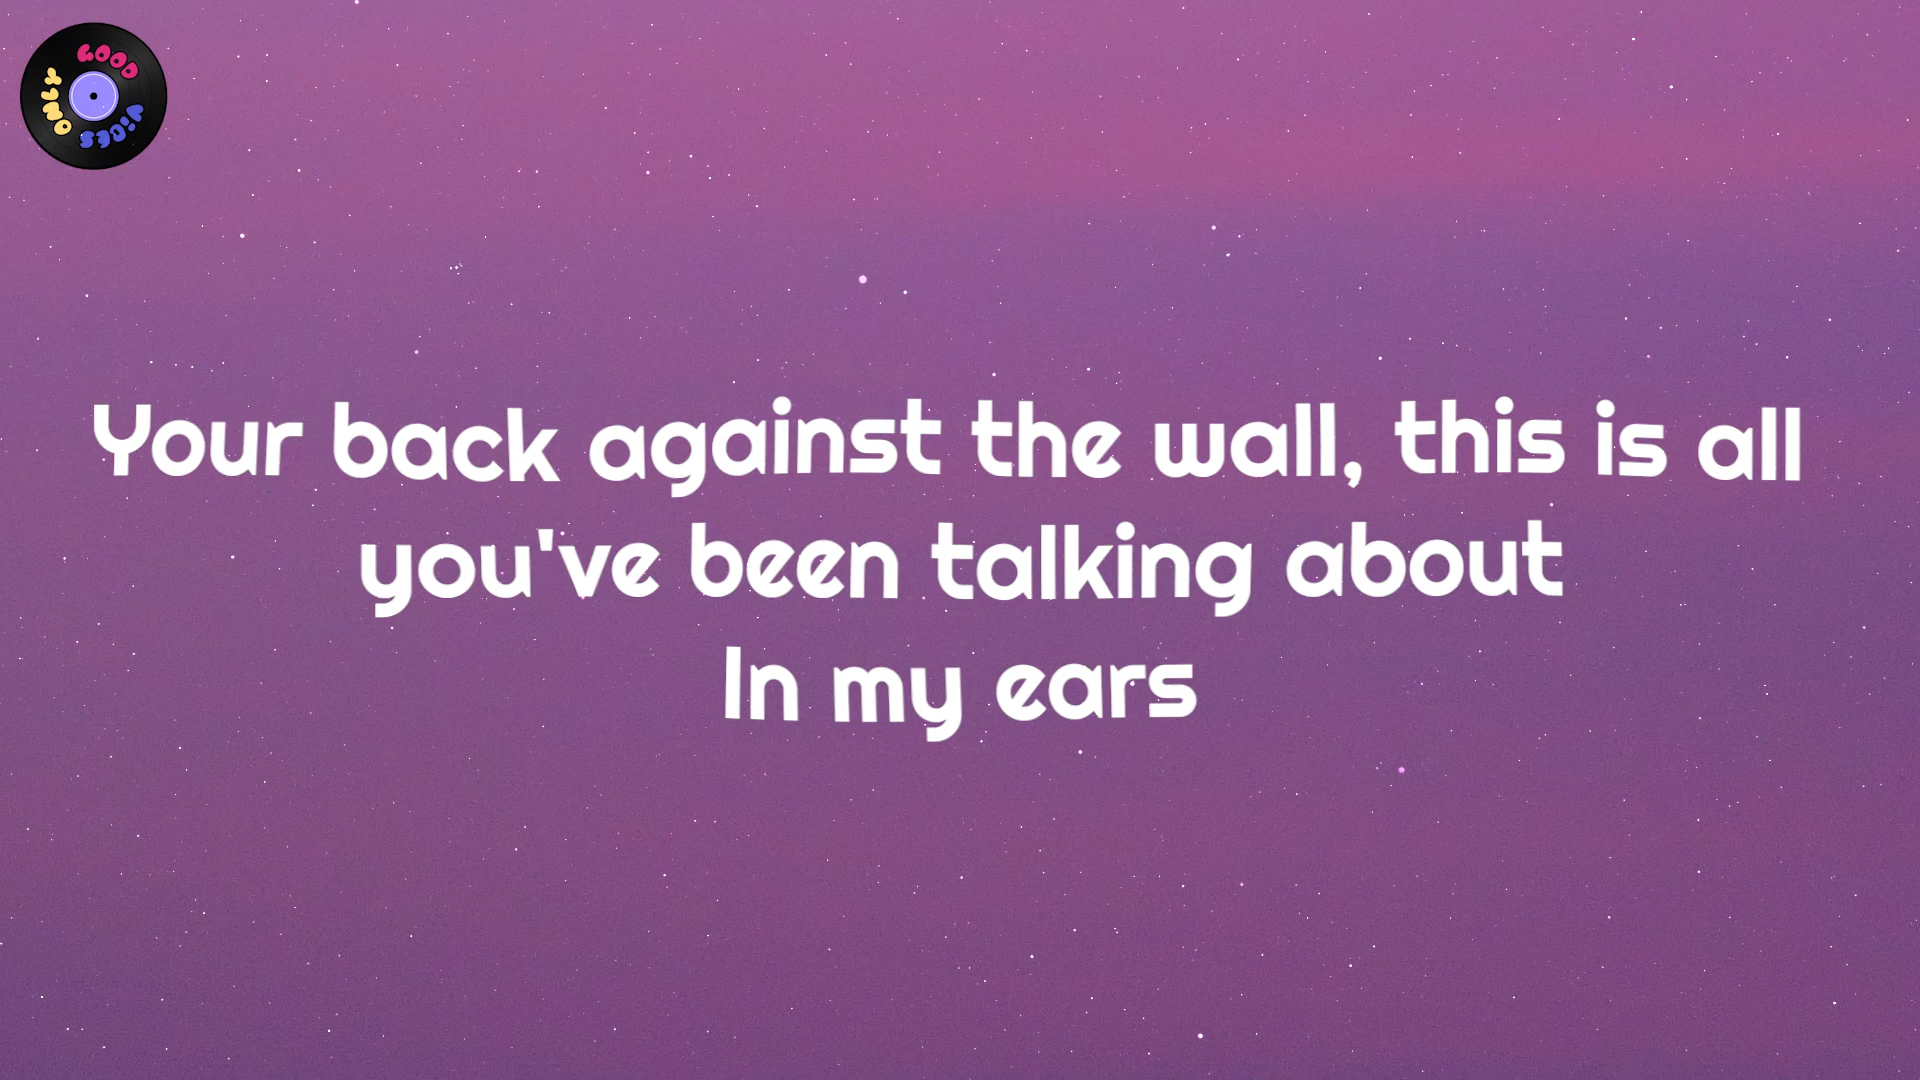 GOOD
VIBES
ONLY
Your back against the wall, this is all
you've been talking about
In my ears